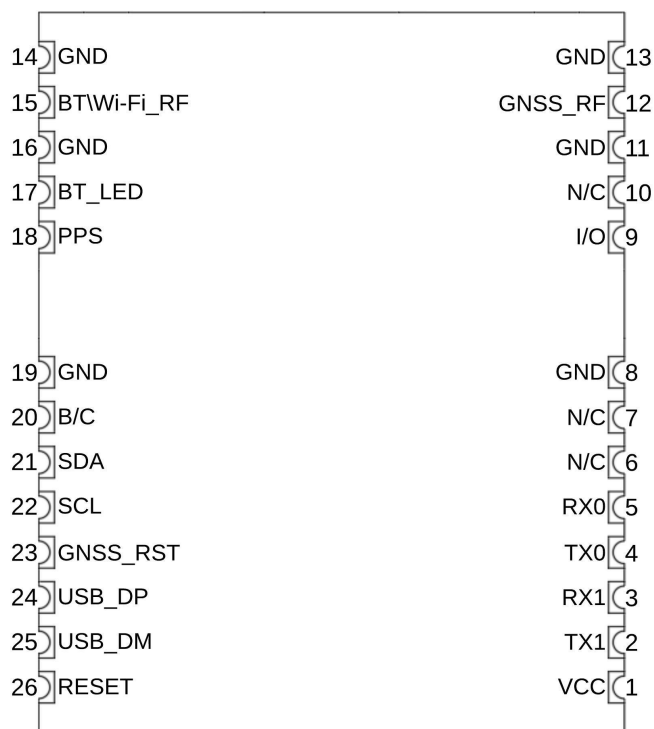 14 GND GND 13
15 BT\Wi-Fi_RF GNSS_RF 12
16 GND GND 11
17 BT_LED N/C 10
18 PPS I/O 9
19 GND GND 8
20 B/C N/C 7
21 SDA N/C 6
22 SCL RX0 5
23 GNSS_RST TX0 4
24 USB_DP RX1 3
25 USB_DM TX1 2
26 RESET VCC 1